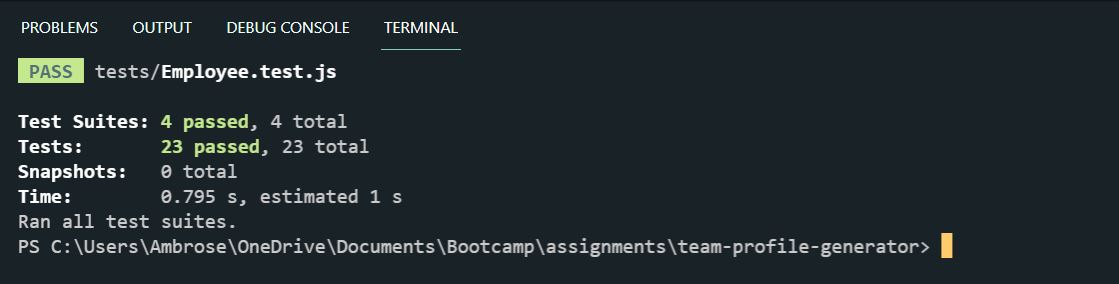 PROBLEMS OUTPUT DEBUG CONSOLE TERMINAL
PASS tests/Employee.test.js
Test Suites: 4 passed, 4 total
Tests: 23 passed, 23 total
Snapshots: 0 total
Time: 0.795 s, estimated 1 s
Ran all test suites.
PS C:\Users\Ambrose\OneDrive\Documents\Bootcamp\assignments\team-profile-generator>